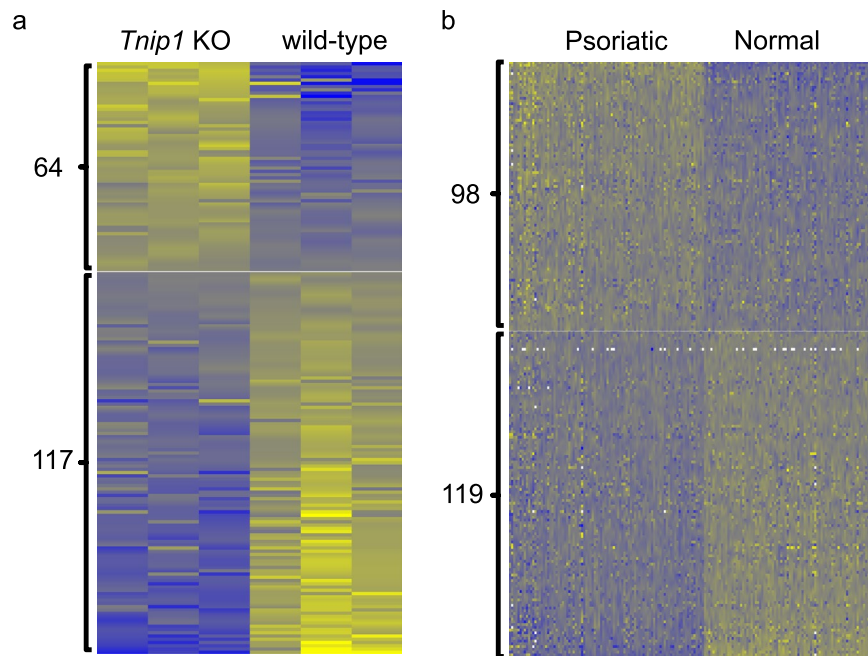 a
Tnip1 KO wild-type
64
117
b
Psoriatic Normal
98
119